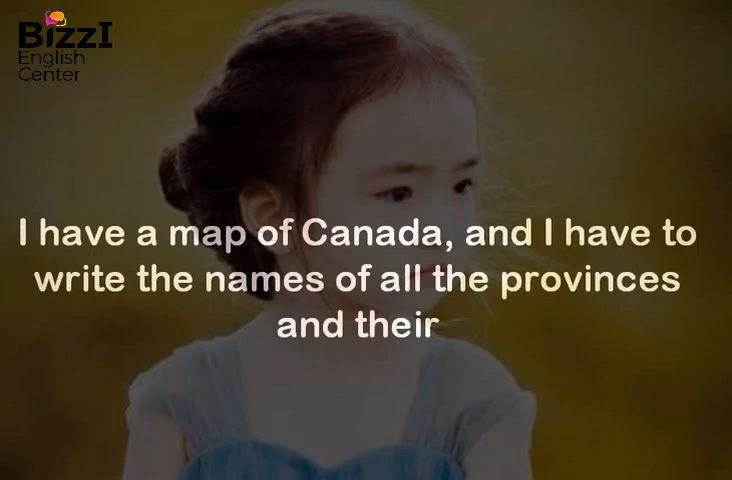 BizzI
English
Center
I have a map of Canada, and I have to
write the names of all the provinces
and their